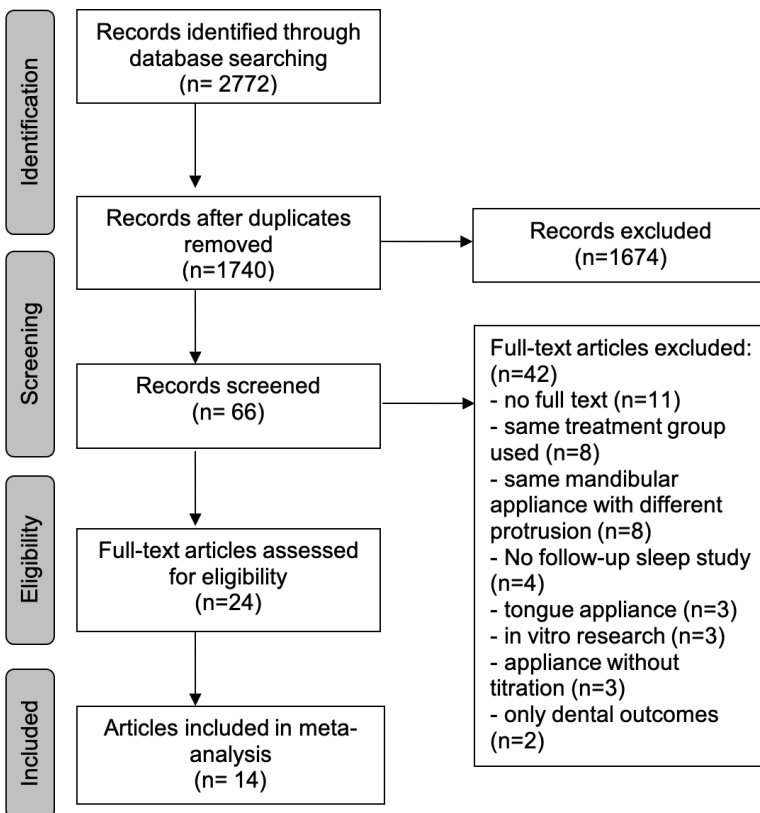 Identification
Records identified through
database searching
(n= 2772)
Records after duplicates
removed
(n=1740)
Records excluded
(n=1674)
Screening
Records screened
(n= 66)
Full-text articles excluded:
(n=42)
- no full text (n=11)
- same treatment group
used (n=8)
- same mandibular
appliance with different
protrusion (n=8)
- No follow-up sleep study
(n=4)
- tongue appliance (n=3)
- in vitro research (n=3)
- appliance without
titration (n=3)
- only dental outcomes
(n=2)
Eligibility
Full-text articles assessed
for eligibility
(n=24)
Included
Articles included in meta-
analysis
(n= 14)